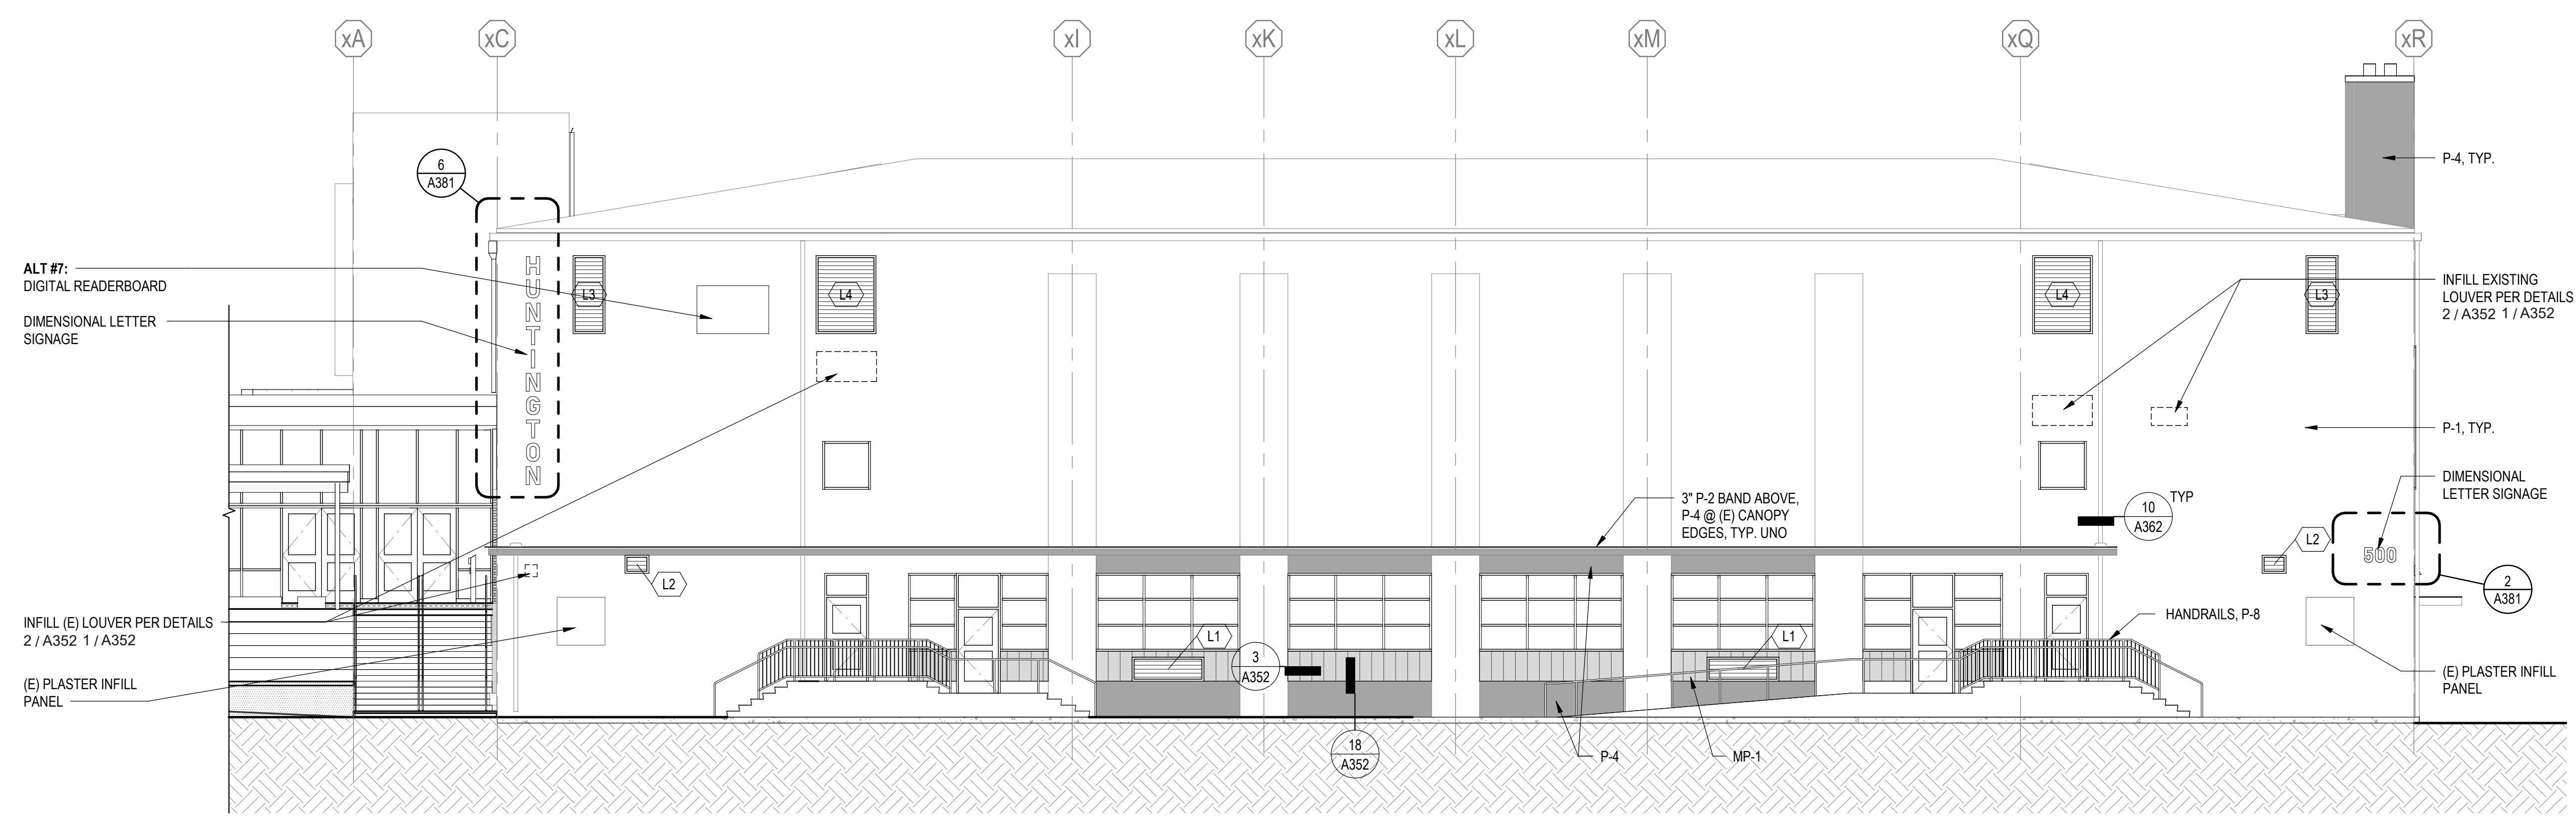 xA
xC
xI
xK
xL
xM
xQ
xR
6
A381
P-4, TYP.
ALT #7:
DIGITAL READERBOARD
DIMENSIONAL LETTER
SIGNAGE
HUNTINGTON
L3
L4
L4
L3
INFILL EXISTING
LOUVER PER DETAILS
2 / A352 1 / A352
P-1, TYP.
DIMENSIONAL
LETTER SIGNAGE
3" P-2 BAND ABOVE,
P-4 @ (E) CANOPY
EDGES, TYP. UNO
10
A362
TYP
L2
500
L2
2
A381
INFILL (E) LOUVER PER DETAILS
2 / A352 1 / A352
HANDRAILS, P-8
L1
L1
3
A352
(E) PLASTER INFILL
PANEL
(E) PLASTER INFILL
PANEL
18
A352
P-4
MP-1